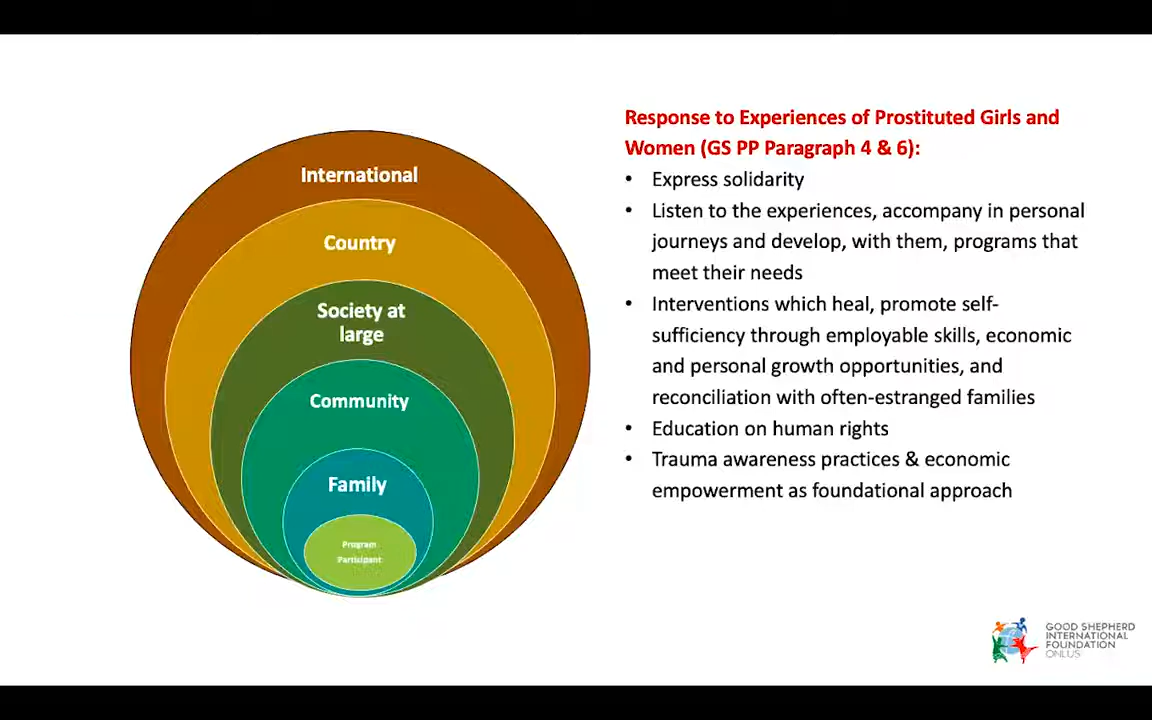 International
Country
Society at
large
Community
Family
Program
Participant
Response to Experiences of Prostituted Girls and
Women (GS PP Paragraph 4 & 6):
• Express solidarity
• Listen to the experiences, accompany in personal
journeys and develop, with them, programs that
meet their needs
• Interventions which heal, promote self-
sufficiency through employable skills, economic
and personal growth opportunities, and
reconciliation with often-estranged families
• Education on human rights
• Trauma awareness practices & economic
empowerment as foundational approach
GOOD SHEPHERD
INTERNATIONAL
FOUNDATION
ONLUS